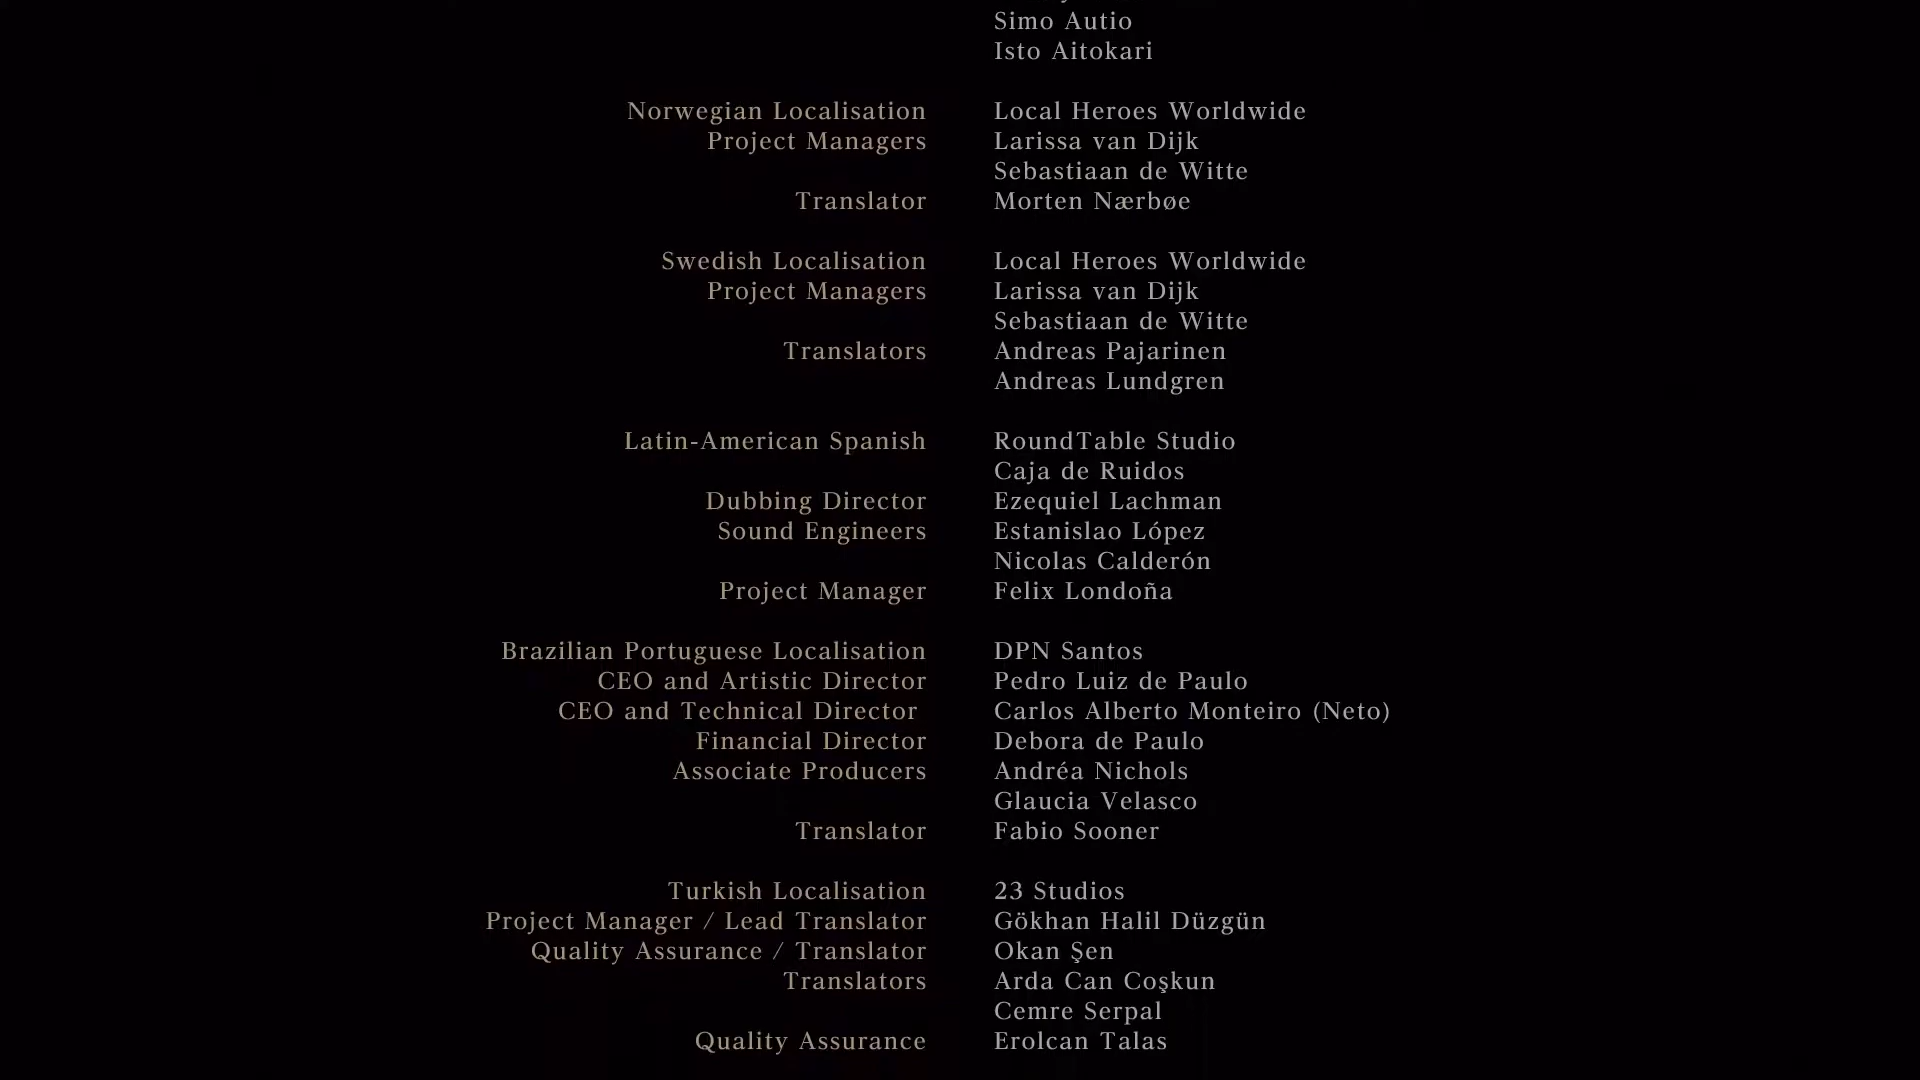 Simo Autio
Isto Aitokari
Norwegian Localisation Local Heroes Worldwide
Project Managers Larissa van Dijk
Sebastiaan de Witte
Translator Morten Nærbøe
Swedish Localisation Local Heroes Worldwide
Project Managers Larissa van Dijk
Sebastiaan de Witte
Translators Andreas Pajarinen
Andreas Lundgren
Latin-American Spanish RoundTable Studio
Caja de Ruidos
Dubbing Director Ezequiel Lachman
Sound Engineers Estanislao López
Nicolas Calderón
Project Manager Felix Londoña
Brazilian Portuguese Localisation DPN Santos
CEO and Artistic Director Pedro Luiz de Paulo
CEO and Technical Director Carlos Alberto Monteiro (Neto)
Financial Director Debora de Paulo
Associate Producers Andréa Nichols
Glaucia Velasco
Translator Fabio Sooner
Turkish Localisation 23 Studios
Project Manager / Lead Translator Gökhan Halil Düzgün
Quality Assurance / Translator Okan Şen
Translators Arda Can Coşkun
Cemre Serpal
Quality Assurance Erolcan Talas